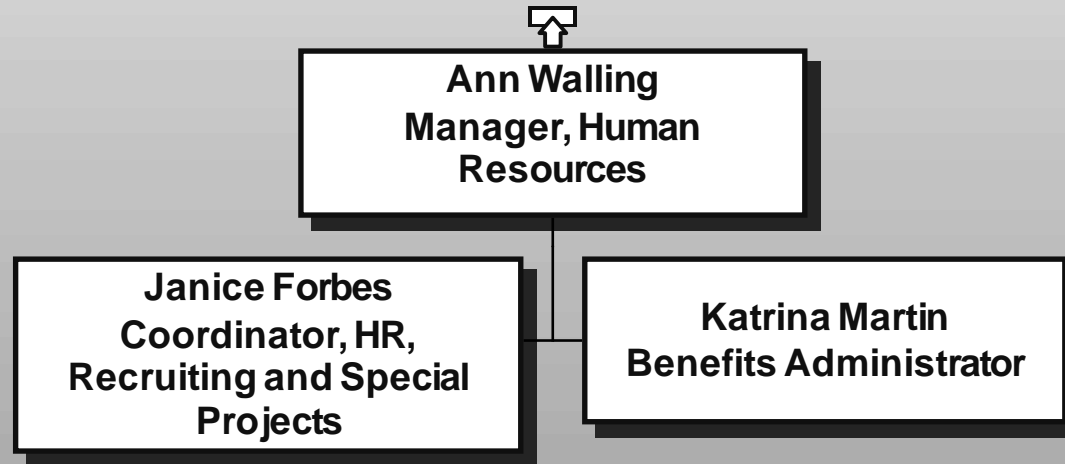 Ann Walling
Manager, Human
Resources
Janice Forbes
Coordinator, HR,
Recruiting and Special
Projects
Katrina Martin
Benefits Administrator